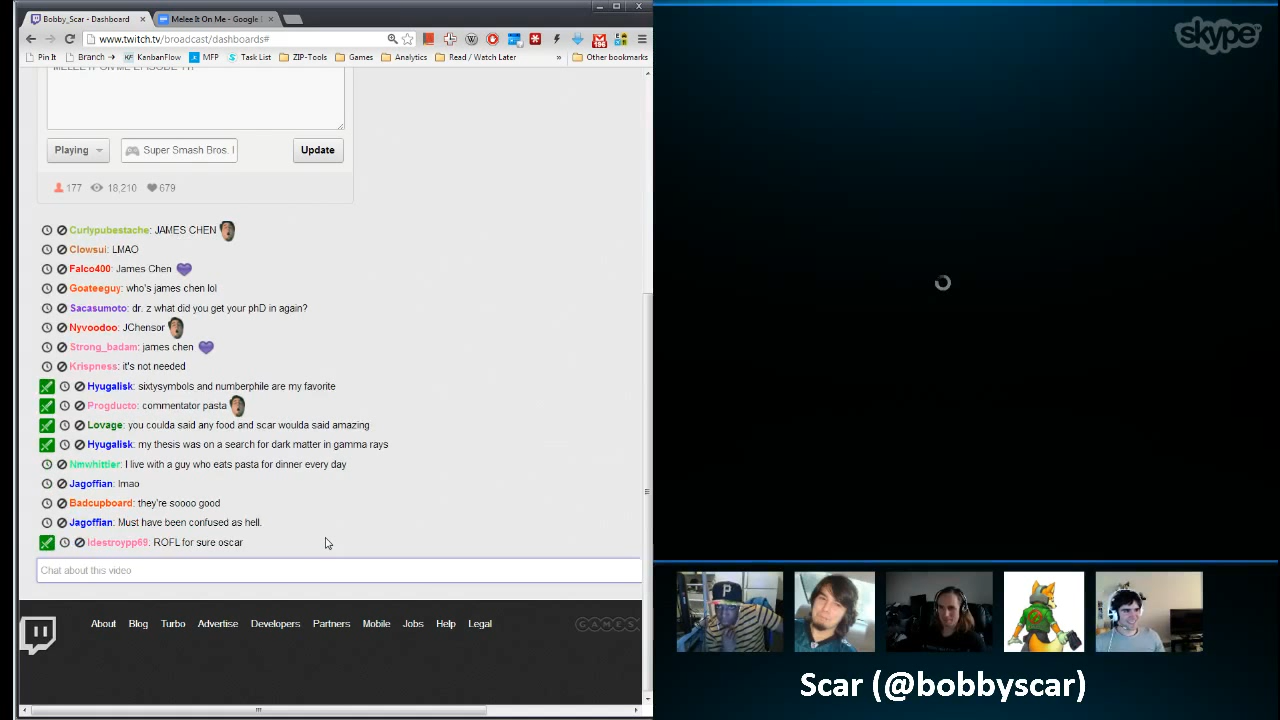 Bobby_Scar - Dashboard
Melee It On Me - Google
www.twitch.tv/broadcast/dashboards#
Pin It
Branch
KanbanFlow
MFP
Task List
ZIP-Tools
Games
Analytics
Read / Watch Later
»
Other bookmarks
Playing
Super Smash Bros.
Update
177
18,210
679
Curlypubestache: JAMES CHEN
Clowsui: LMAO
Falco400: James Chen
Goateeguy: who's james chen lol
Sacasumoto: dr. z what did you get your phD in again?
Nyvoodoo: JChensor
Strong_badam: james chen
Krispness: it's not needed
Hyugalisk: sixtysymbols and numberphile are my favorite
Progducto: commentator pasta
Lovage: you coulda said any food and scar woulda said amazing
Hyugalisk: my thesis was on a search for dark matter in gamma rays
Nmwhittier: I live with a guy who eats pasta for dinner every day
Jagoffian: lmao
Badcupboard: they're soooo good
Jagoffian: Must have been confused as hell.
Idestroypp69: ROFL for sure oscar
Chat about this video
About
Blog
Turbo
Advertise
Developers
Partners
Mobile
Jobs
Help
Legal
GAMES
skype
P
Scar (@bobbyscar)